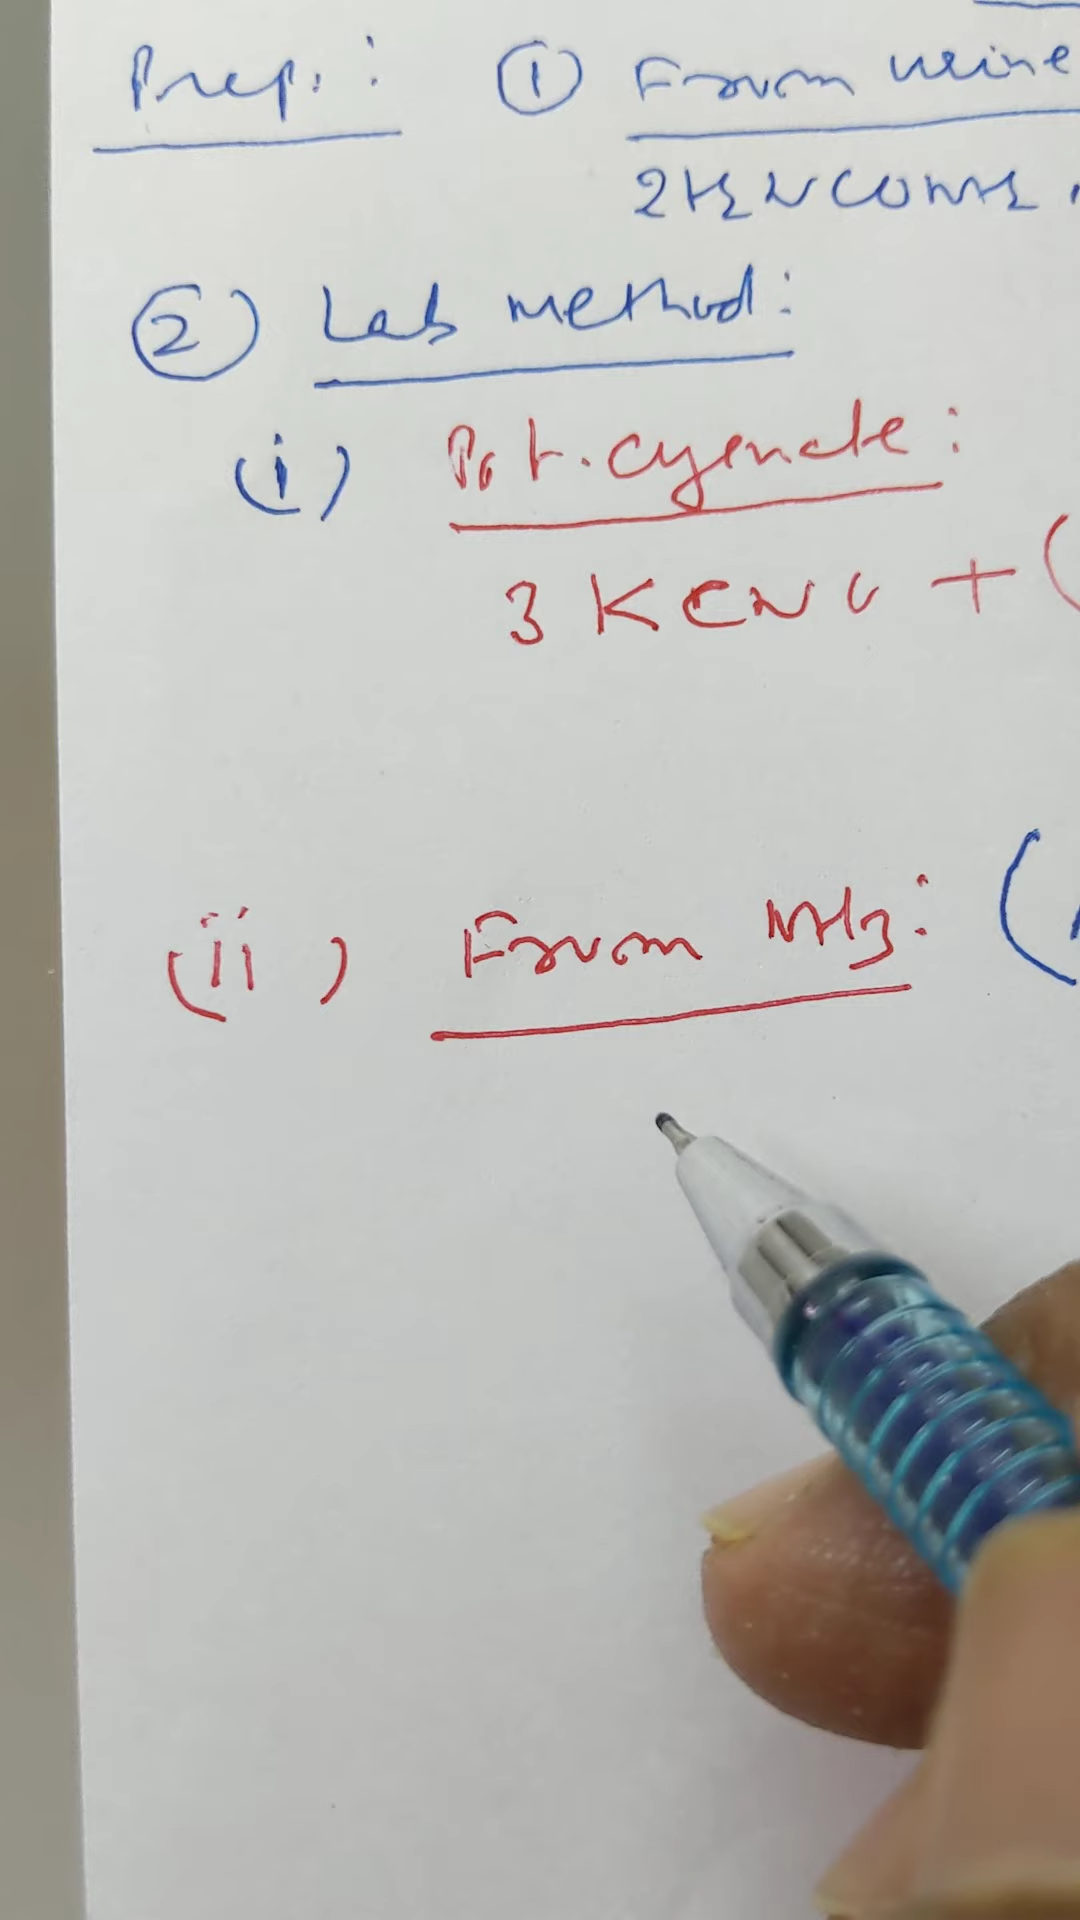 Prep. : ① From urine
2H2NCONH2
② Lab method:
(i) Pot. cyanate:
3 KCNO + (
(ii) From NH3: (